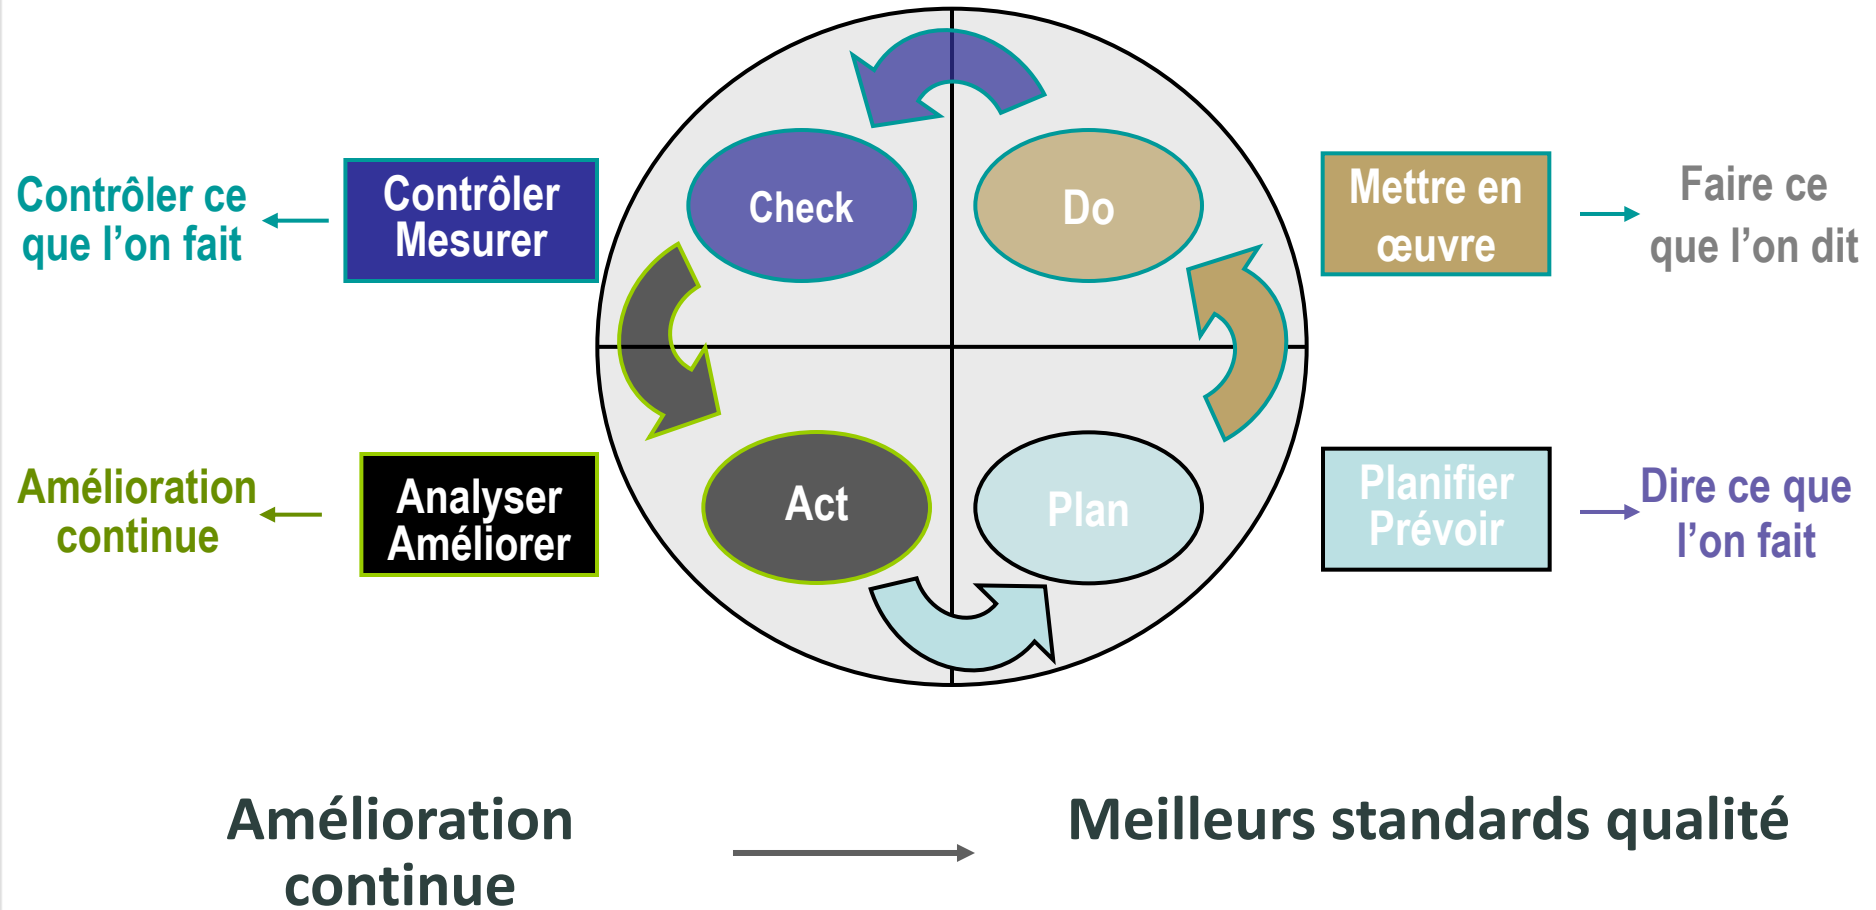 Contrôler ce
que l’on fait
Contrôler
Mesurer
Check
Do
Mettre en
œuvre
Faire ce
que l’on dit
Amélioration
continue
Analyser
Améliorer
Act
Plan
Planifier
Prévoir
Dire ce que
l’on fait
Amélioration
continue
Meilleurs standards qualité